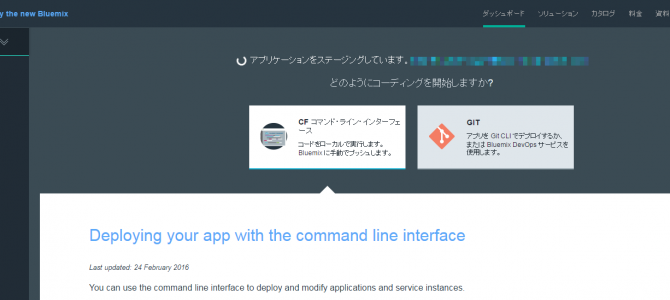 y the new Bluemix
ダッシュボード ソリューション カタログ 料金 資料
アプリケーションをステージングしています。
どのようにコーディングを開始しますか?
CF コマンド・ライン・インターフェ
ース
コードをローカルで実行します。
Bluemix に手動でプッシュします。
GIT
アプリを Git CLI でデプロイするか、
または Bluemix DevOps サービスを
使用します。
Deploying your app with the command line interface
Last updated: 24 February 2016
You can use the command line interface to deploy and modify applications and service instances.